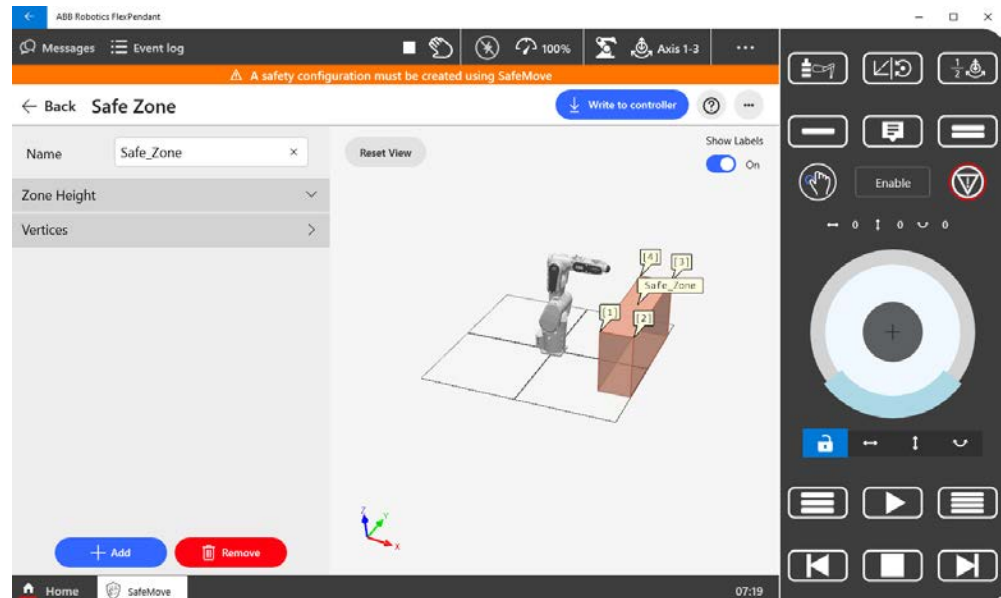 ABB Robotics FlexPendant
Messages Event log 100% Axis 1-3 ...
A safety configuration must be created using SafeMove
Back Safe Zone Write to controller ? ...
Name Safe_Zone × Reset View Show Labels
On
Zone Height
Vertices
[4] [3]
Safe_Zone
[1] [2]
Z Y
X
+ Add Remove
Home SafeMove 07:19
1/2
Enable
0 0 0